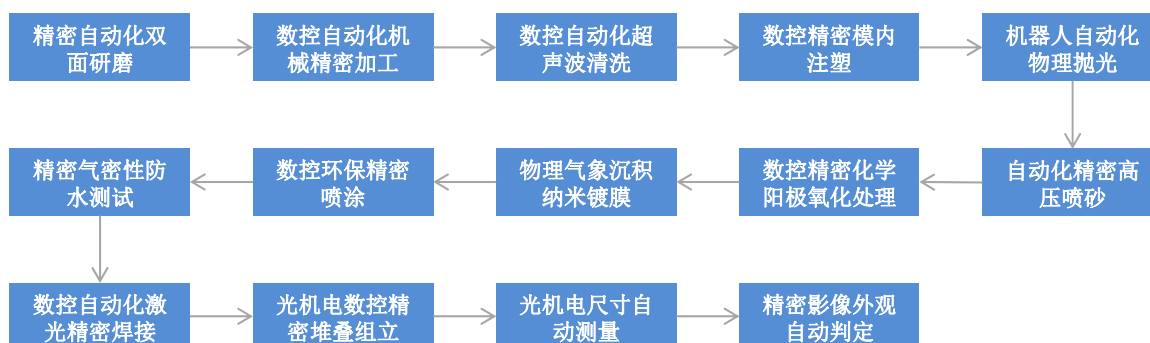 精密自动化双
面研磨
数控自动化机
械精密加工
数控自动化超
声波清洗
数控精密模内
注塑
机器人自动化
物理抛光
自动化精密高
压喷砂
数控精密化学
阳极氧化处理
物理气象沉积
纳米镀膜
数控环保精密
喷涂
精密气密性防
水测试
数控自动化激
光精密焊接
光机电数控精
密堆叠组立
光机电尺寸自
动测量
精密影像外观
自动判定